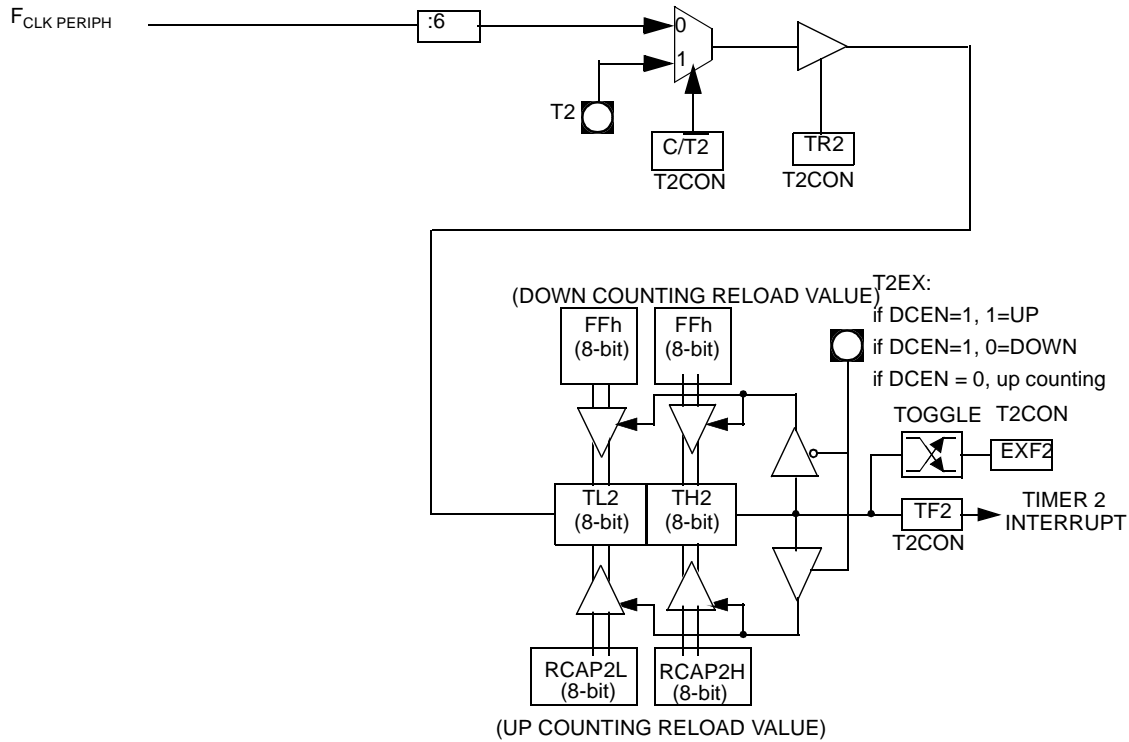 FCLK PERIPH
:6
0
1
T2
C/T2
T2CON
TR2
T2CON
T2EX:
(DOWN COUNTING RELOAD VALUE)
if DCEN=1, 1=UP
FFh
(8-bit)
FFh
(8-bit)
if DCEN=1, 0=DOWN
if DCEN = 0, up counting
TOGGLE
T2CON
EXF2
TL2
(8-bit)
TH2
(8-bit)
TF2
T2CON
TIMER 2
INTERRUPT
RCAP2L
(8-bit)
RCAP2H
(8-bit)
(UP COUNTING RELOAD VALUE)